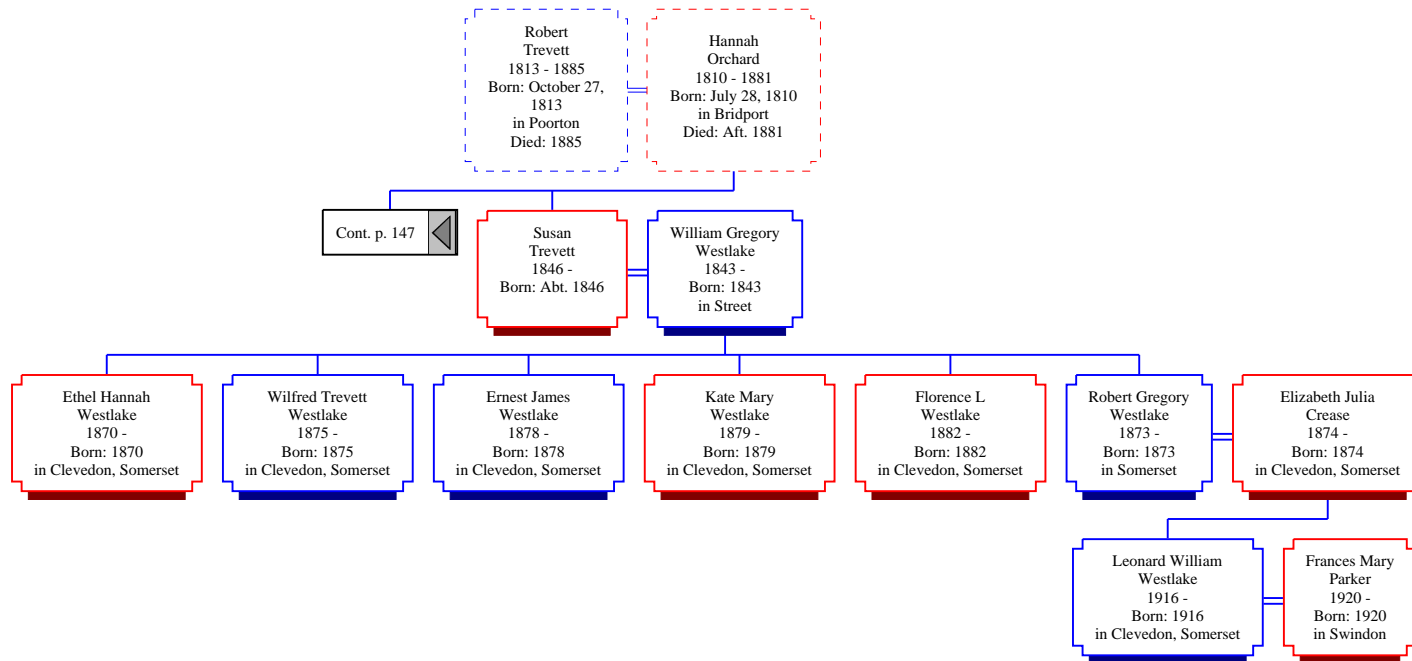 Robert
Trevett
1813 - 1885
Born: October 27,
1813
in Poorton
Died: 1885
Hannah
Orchard
1810 - 1881
Born: July 28, 1810
in Bridport
Died: Aft. 1881
Cont. p. 147
Susan
Trevett
1846 -
Born: Abt. 1846
William Gregory
Westlake
1843 -
Born: 1843
in Street
Ethel Hannah
Westlake
1870 -
Born: 1870
in Clevedon, Somerset
Wilfred Trevett
Westlake
1875 -
Born: 1875
in Clevedon, Somerset
Ernest James
Westlake
1878 -
Born: 1878
in Clevedon, Somerset
Kate Mary
Westlake
1879 -
Born: 1879
in Clevedon, Somerset
Florence L
Westlake
1882 -
Born: 1882
in Clevedon, Somerset
Robert Gregory
Westlake
1873 -
Born: 1873
in Somerset
Elizabeth Julia
Crease
1874 -
Born: 1874
in Clevedon, Somerset
Leonard William
Westlake
1916 -
Born: 1916
in Clevedon, Somerset
Frances Mary
Parker
1920 -
Born: 1920
in Swindon